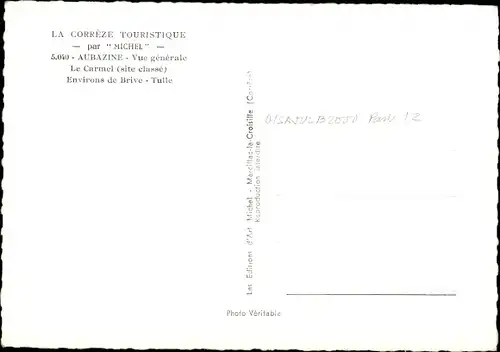 LA CORRÈZE TOURISTIQUE
— par "MICHEL" —
5.040 - AUBAZINE - Vue générale
Le Carmel (site classé)
Environs de Brive - Tulle
Les Editions d'Art Michel - Marcillac-la-Croisille (Corrèze)
Reproduction interdite
Photo Véritable